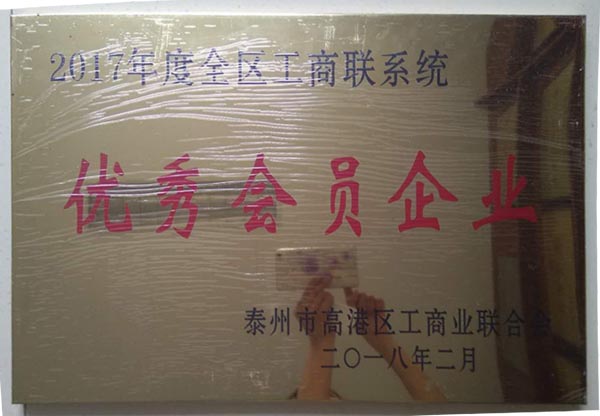 2017年度全区工商联系统
优秀会员企业
泰州市高港区工商业联合会
二〇一八年二月